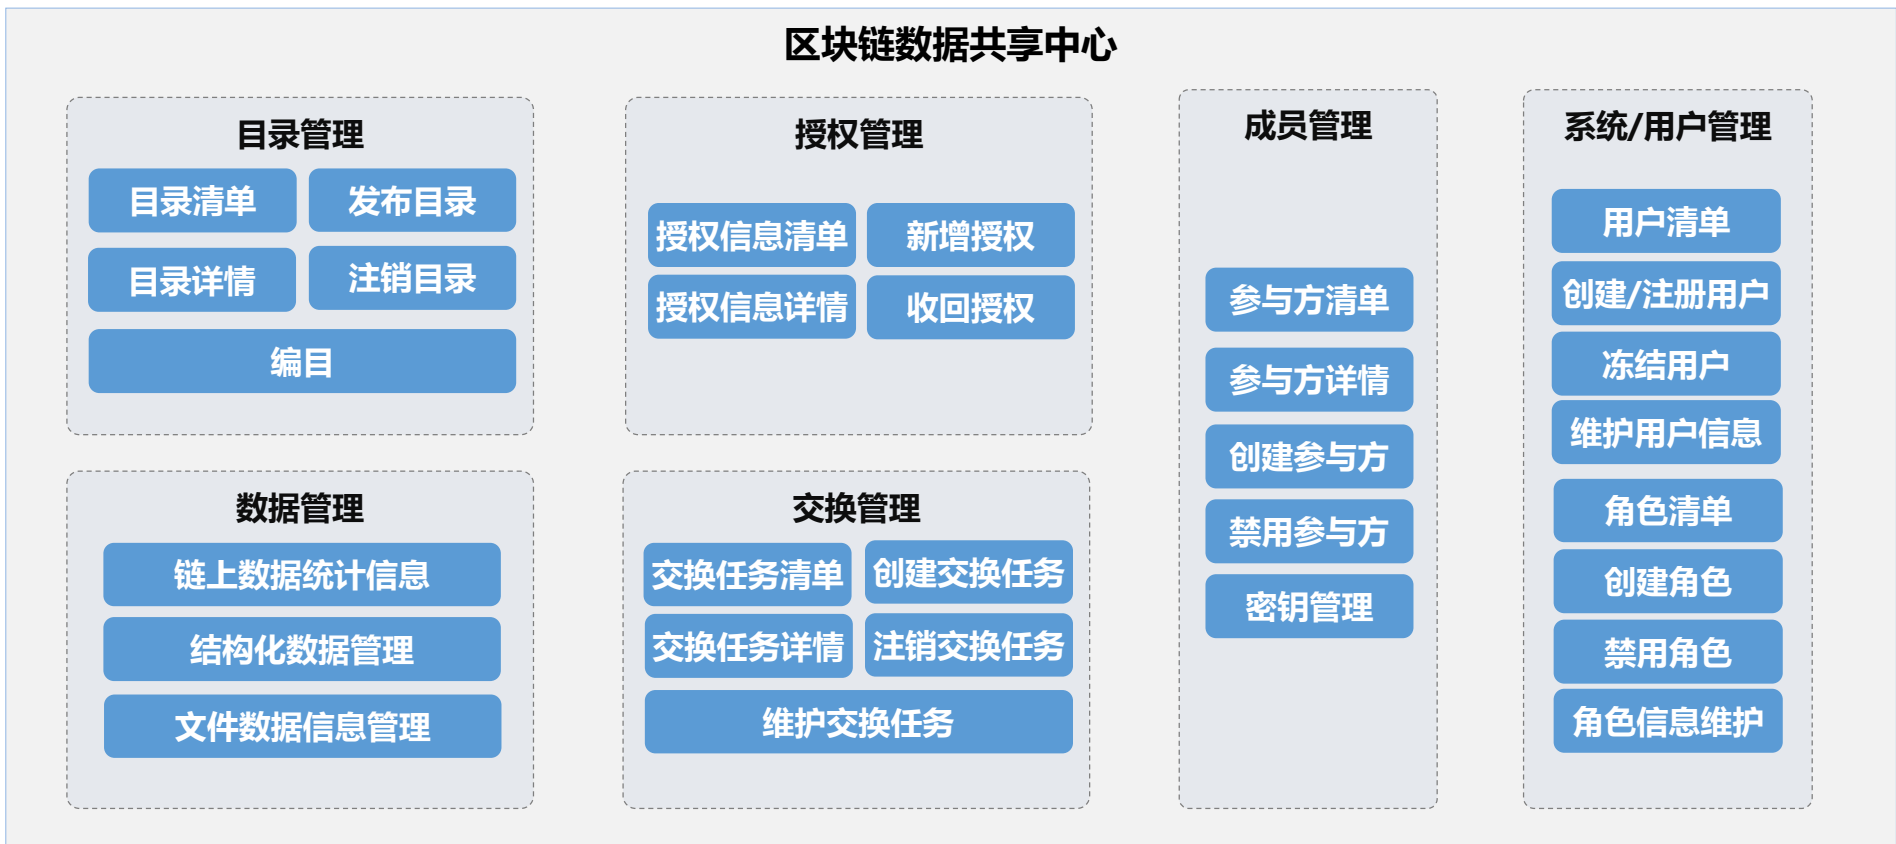 区块链数据共享中心
目录管理
目录清单
发布目录
目录详情
注销目录
编目
授权管理
授权信息清单
新增授权
授权信息详情
收回授权
数据管理
链上数据统计信息
结构化数据管理
文件数据信息管理
交换管理
交换任务清单
创建交换任务
交换任务详情
注销交换任务
维护交换任务
成员管理
参与方清单
参与方详情
创建参与方
禁用参与方
密钥管理
系统/用户管理
用户清单
创建/注册用户
冻结用户
维护用户信息
角色清单
创建角色
禁用角色
角色信息维护